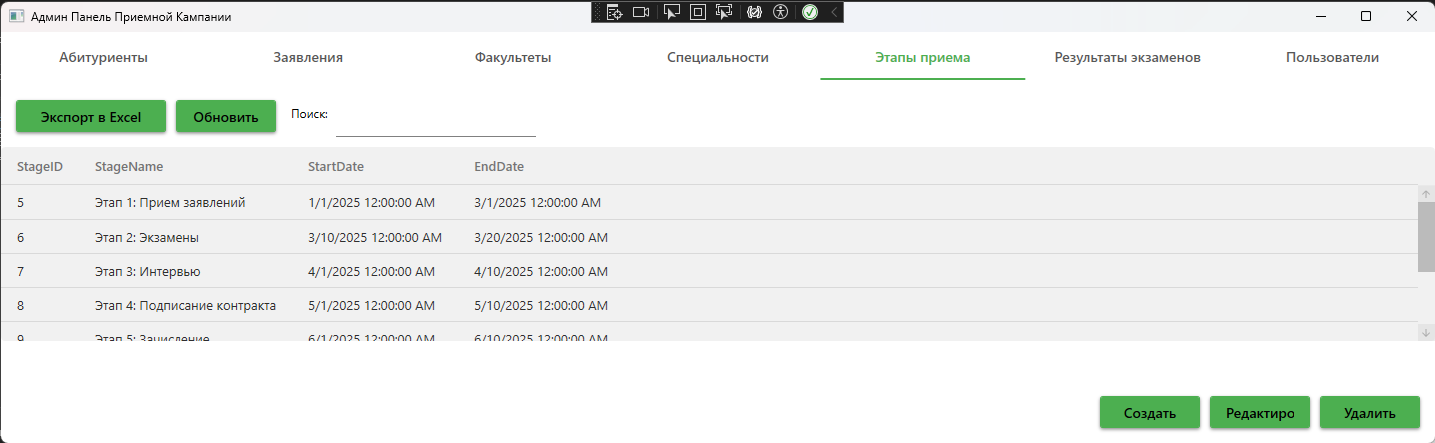 Админ Панель Приемной Кампании
Абитуриенты Заявления Факультеты Специальности Этапы приема Результаты экзаменов Пользователи
Экспорт в Excel Обновить Поиск:
StageID StageName StartDate EndDate
5 Этап 1: Прием заявлений 1/1/2025 12:00:00 AM 3/1/2025 12:00:00 AM
6 Этап 2: Экзамены 3/10/2025 12:00:00 AM 3/20/2025 12:00:00 AM
7 Этап 3: Интервью 4/1/2025 12:00:00 AM 4/10/2025 12:00:00 AM
8 Этап 4: Подписание контракта 5/1/2025 12:00:00 AM 5/10/2025 12:00:00 AM
9 Этап 5: Зачисление 6/1/2025 12:00:00 AM 6/10/2025 12:00:00 AM
Создать Редактиро Удалить